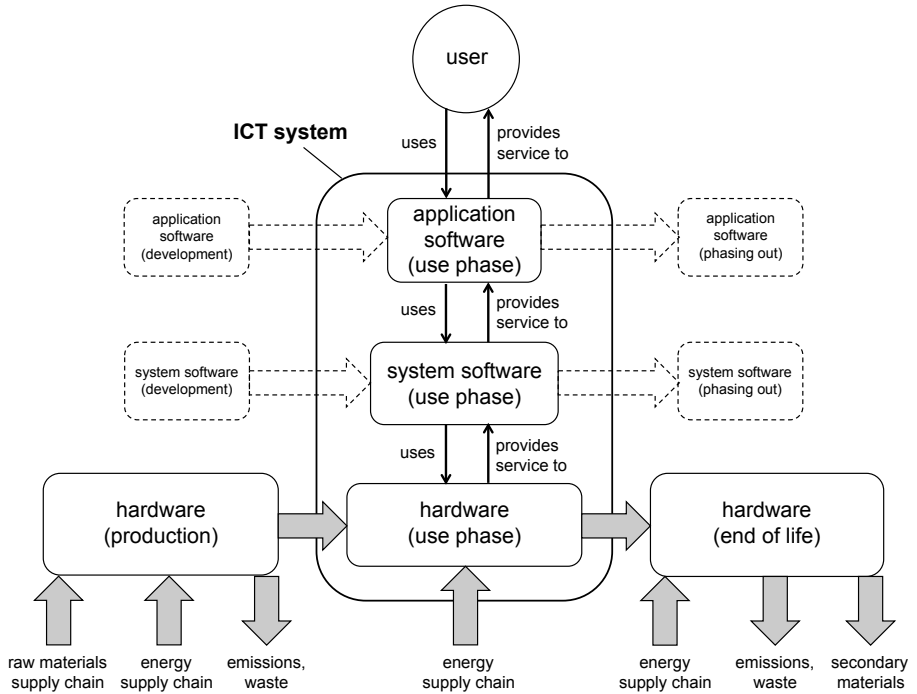 user
ICT system
uses
provides
service to
application
software
(development)
application
software
(use phase)
application
software
(phasing out)
uses
provides
service to
system software
(development)
system software
(use phase)
system software
(phasing out)
uses
provides
service to
hardware
(production)
hardware
(use phase)
hardware
(end of life)
raw materials
supply chain
energy
supply chain
emissions,
waste
energy
supply chain
energy
supply chain
emissions,
waste
secondary
materials